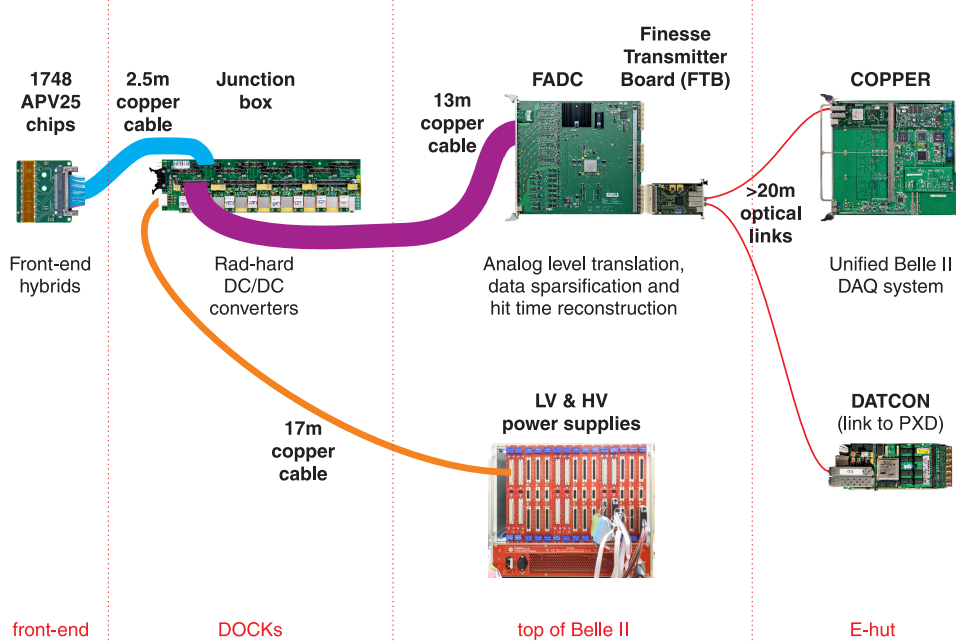 1748
APV25
chips
2.5m
copper
cable
Junction
box
13m
copper
cable
FADC
Finesse
Transmitter
Board (FTB)
COPPER
>20m
optical
links
Front-end
hybrids
Rad-hard
DC/DC
converters
Analog level translation,
data sparsification and
hit time reconstruction
Unified Belle II
DAQ system
17m
copper
cable
LV & HV
power supplies
DATCON
(link to PXD)
front-end
DOCKs
top of Belle II
E-hut